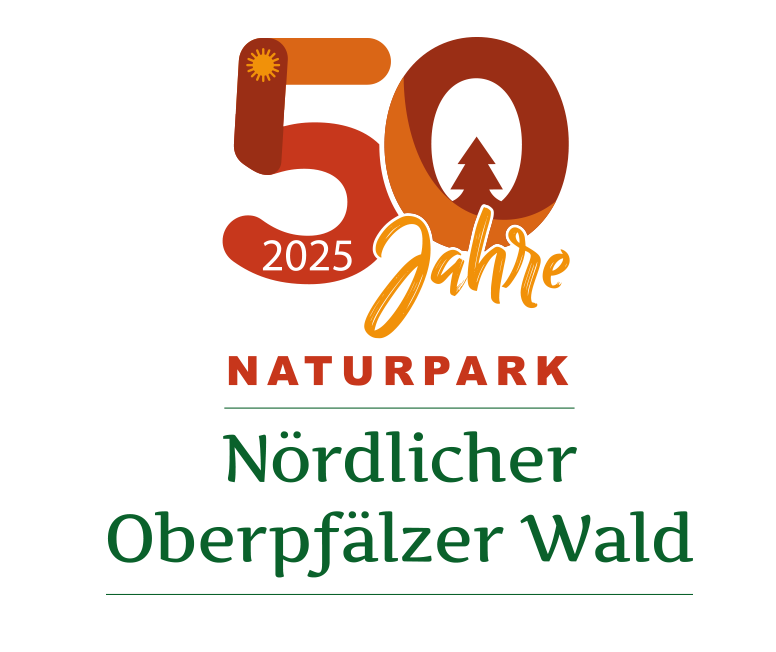 50
2025 Jahre
NATURPARK
Nördlicher
Oberpfälzer Wald